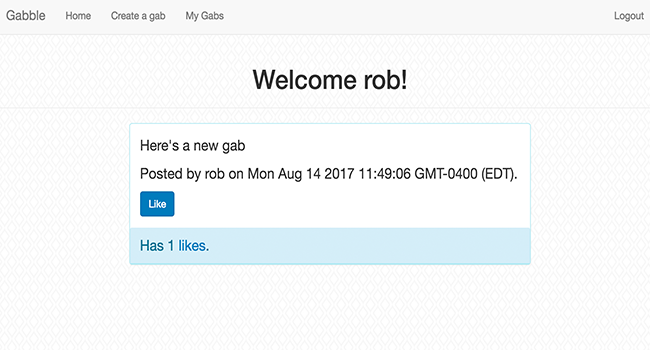 Gabble Home Create a gab My Gabs Logout
Welcome rob!
Here's a new gab
Posted by rob on Mon Aug 14 2017 11:49:06 GMT-0400 (EDT).
Like
Has 1 likes.